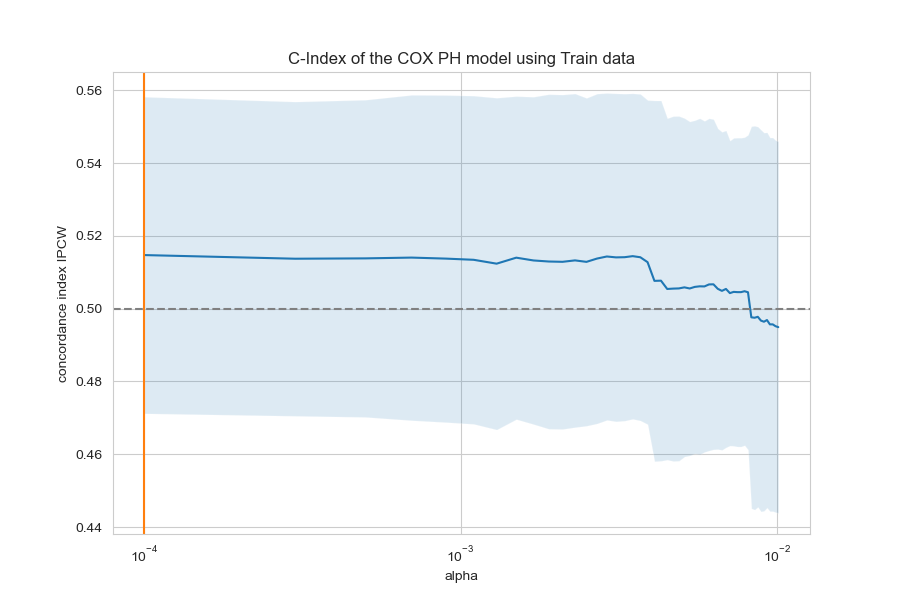 C-Index of the COX PH model using Train data
concordance index IPCW
0.56
0.54
0.52
0.50
0.48
0.46
0.44
10⁻⁴ 10⁻³ 10⁻²
alpha